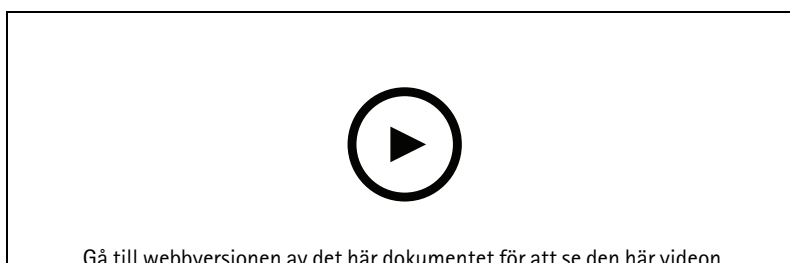 Gå till webbversionen av det här dokumentet för att se den här videon.